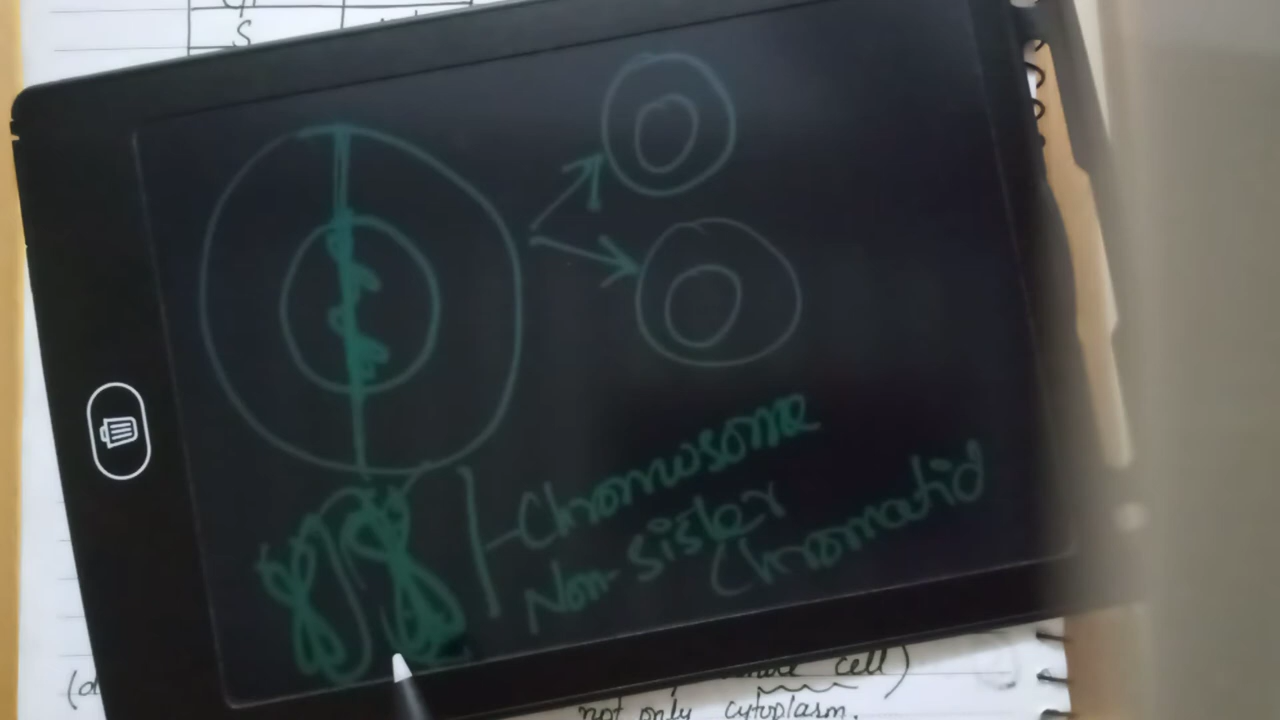 S
Chromosome
Non-sister
Chromatid
cell)
not only cytoplasm.